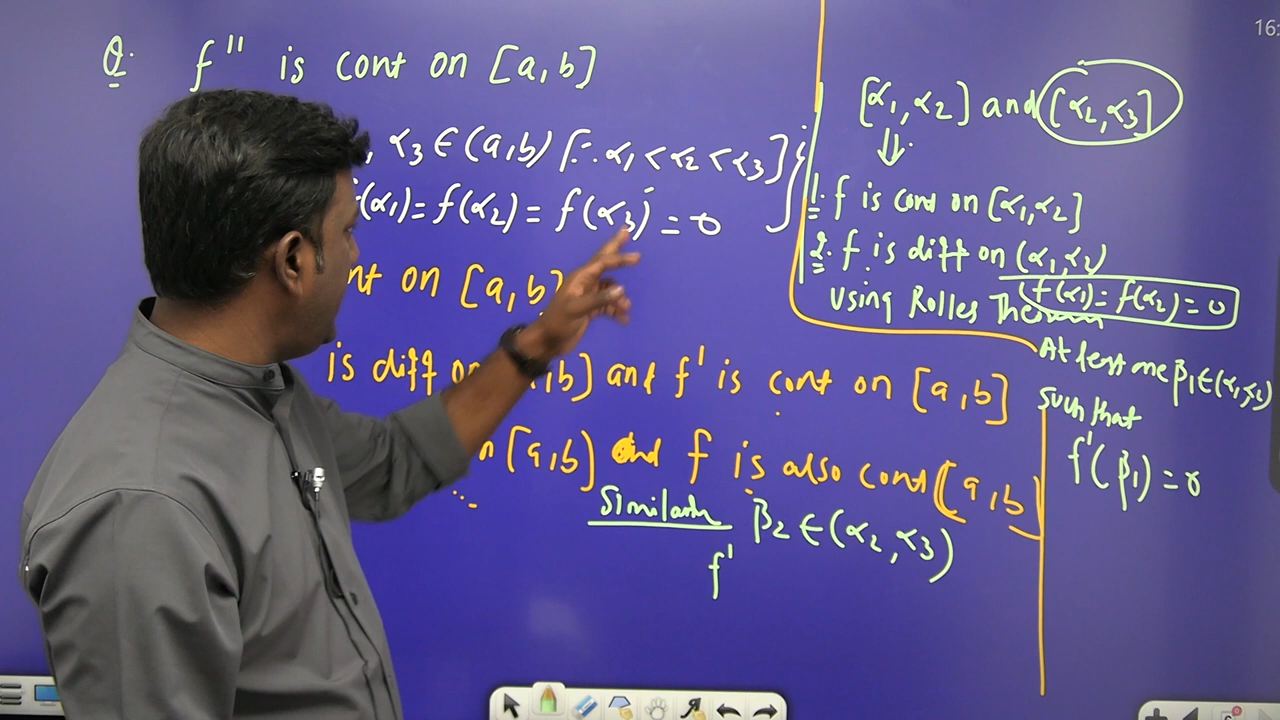 Q. f'' is cont on [a,b]
, α3 ∈ (a,b) [∴ α1 < α2 < α3]
f(α1) = f(α2) = f(α3) = 0
nt on [a,b]
is diff on [a,b] and f' is cont on [a,b]
n [a,b] and f is also cont [a,b]
Similarly β2 ∈ (α2, α3)
f'
16:
[α1, α2] and [α2, α3]
⇓
1. f is cont on [α1, α2]
2. f is diff on (α1, α2)
f(α1) = f(α2) = 0
using Rolles Theorem
At least one β1 ∈ (α1, α2)
such that
f'(β1) = 0